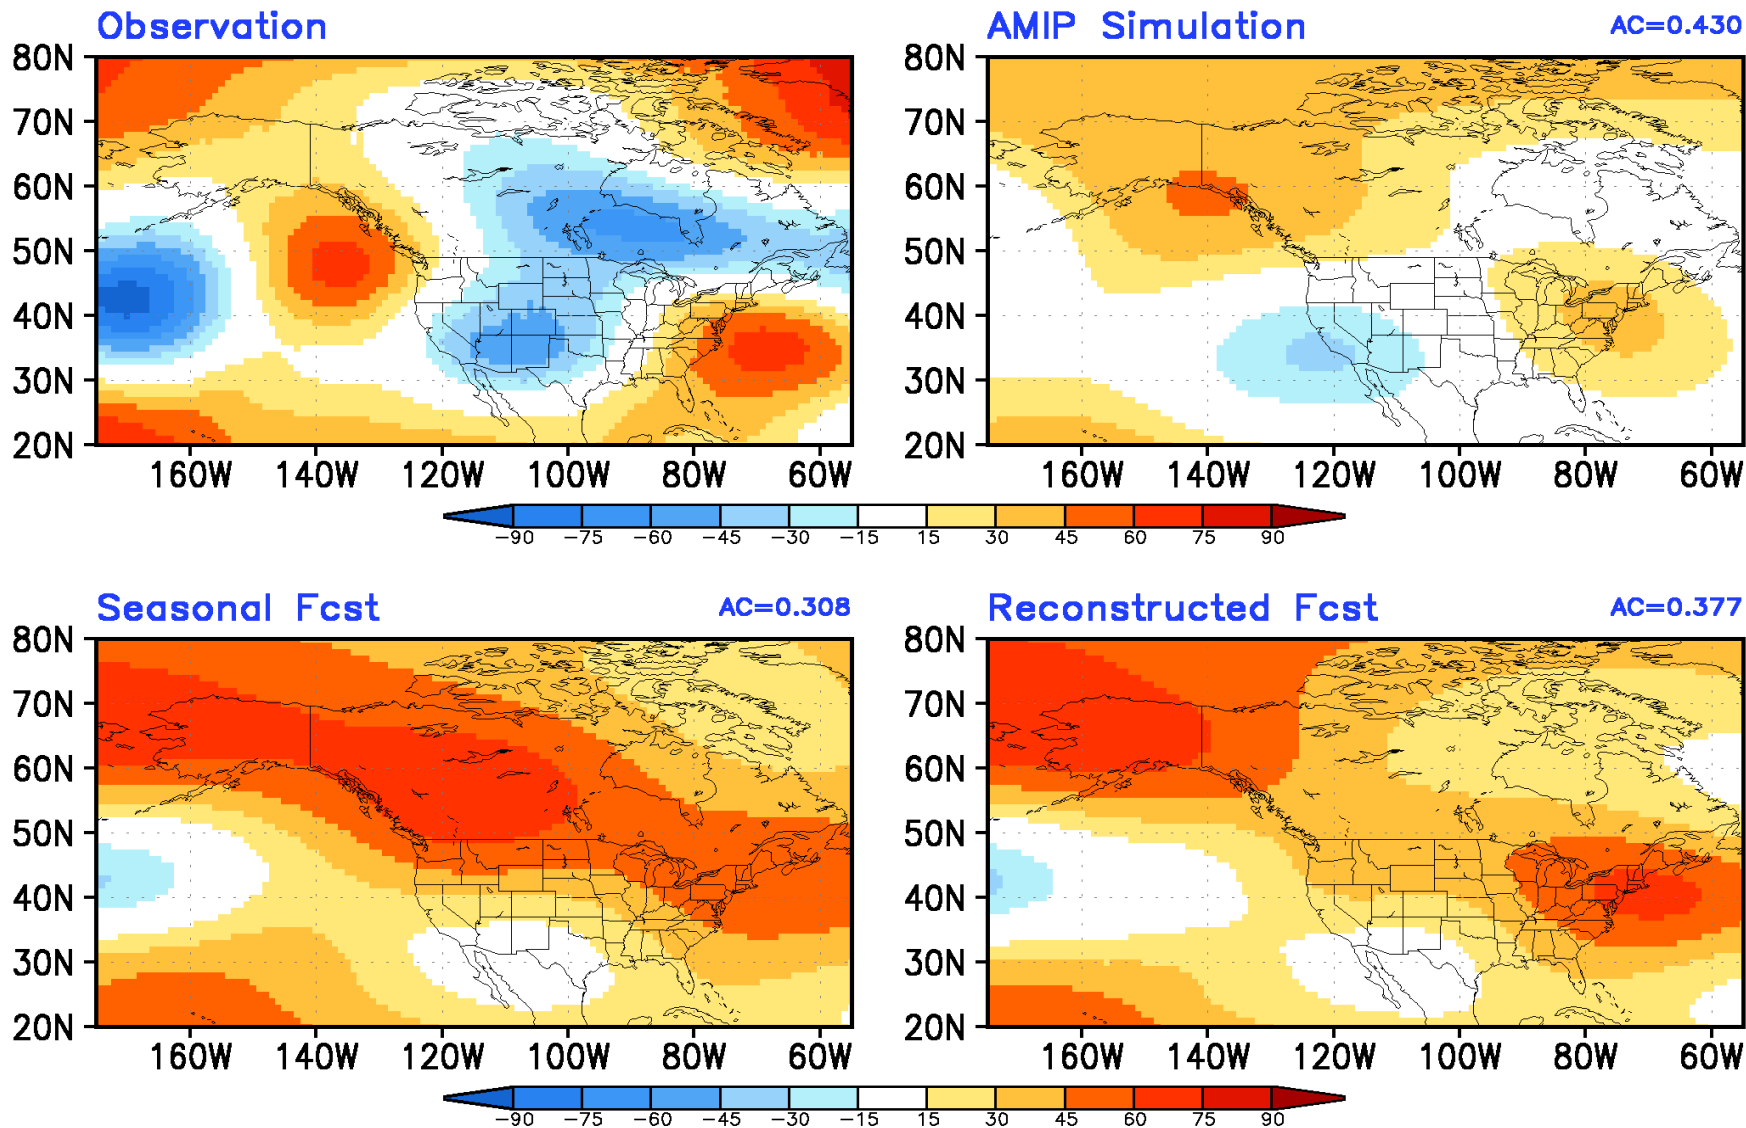 Observation
AMIP Simulation AC=0.430
80N 80N
70N 70N
60N 60N
50N 50N
40N 40N
30N 30N
20N 20N
160W 140W 120W 100W 80W 60W 160W 140W 120W 100W 80W 60W
−90 −75 −60 −45 −30 −15 15 30 45 60 75 90
Seasonal Fcst AC=0.308
Reconstructed Fcst AC=0.377
80N 80N
70N 70N
60N 60N
50N 50N
40N 40N
30N 30N
20N 20N
160W 140W 120W 100W 80W 60W 160W 140W 120W 100W 80W 60W
−90 −75 −60 −45 −30 −15 15 30 45 60 75 90